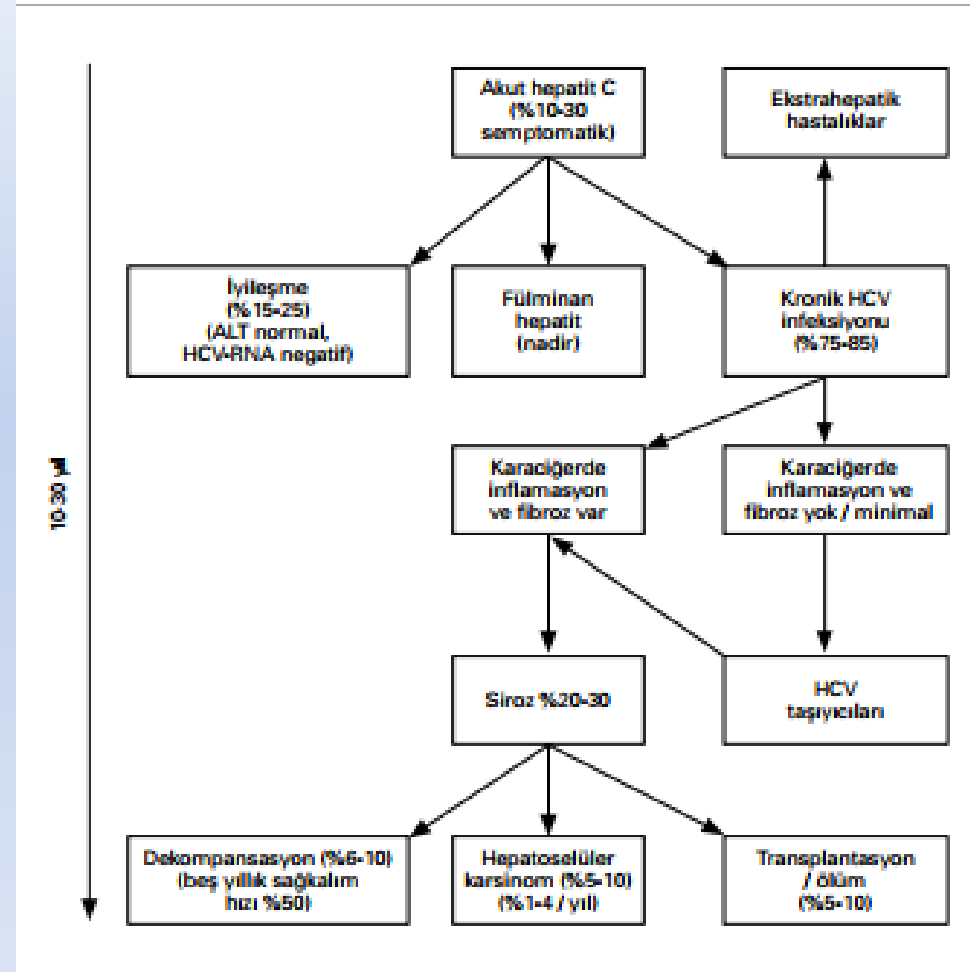 Akut hepatit C
(%10-30
semptomatik)
Ekstrahepatik
hastalıklar
İyileşme
(%15-25)
(ALT normal,
HCV-RNA negatif)
Fülminan
hepatit
(nadir)
Kronik HCV
infeksiyonu
(%75-85)
10-30 yıl
Karaciğerde
inflamasyon
ve fibroz var
Karaciğerde
inflamasyon ve
fibroz yok / minimal
Siroz %20-30
HCV
taşıyıcıları
Dekompansasyon (%6-10)
(beş yıllık sağkalım
hızı %50)
Hepatoselüler
karsinom (%5-10)
(%1-4 / yıl)
Transplantasyon
/ ölüm
(%5-10)